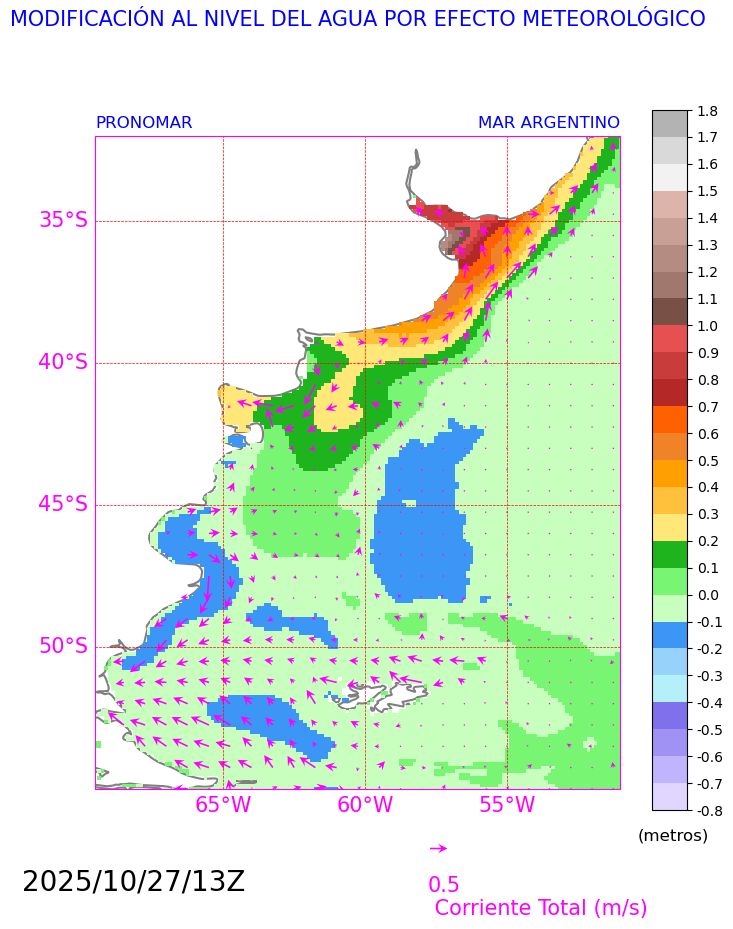 MODIFICACIÓN AL NIVEL DEL AGUA POR EFECTO METEOROLÓGICO
PRONOMAR MAR ARGENTINO
35°S
40°S
45°S
50°S
65°W 60°W 55°W
1.8
1.7
1.6
1.5
1.4
1.3
1.2
1.1
1.0
0.9
0.8
0.7
0.6
0.5
0.4
0.3
0.2
0.1
0.0
-0.1
-0.2
-0.3
-0.4
-0.5
-0.6
-0.7
-0.8
(metros)
2025/10/27/13Z
0.5
Corriente Total (m/s)